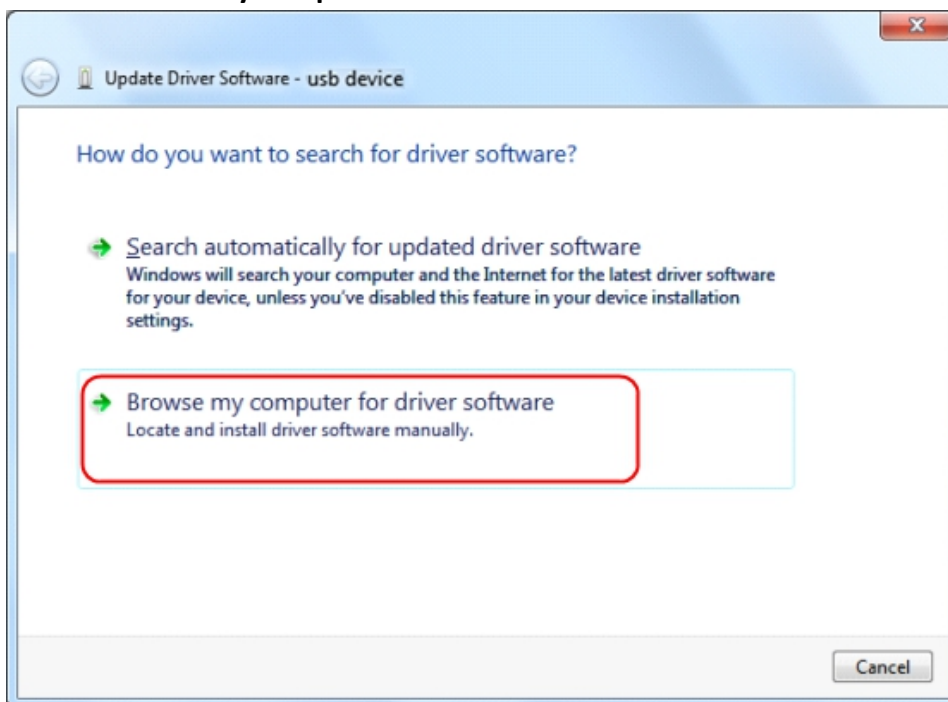 Update Driver Software - usb device
How do you want to search for driver software?
Search automatically for updated driver software
Windows will search your computer and the Internet for the latest driver software
for your device, unless you've disabled this feature in your device installation
settings.
Browse my computer for driver software
Locate and install driver software manually.
Cancel